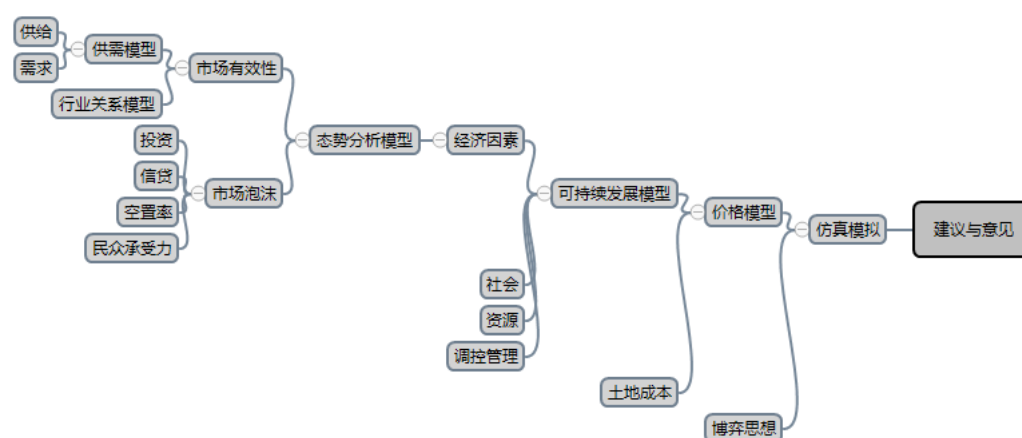 供给
供需模型
需求
市场有效性
行业关系模型
投资
态势分析模型
经济因素
信贷
市场泡沫
可持续发展模型
空置率
价格模型
仿真模拟
建议与意见
民众承受力
社会
资源
调控管理
土地成本
博弈思想